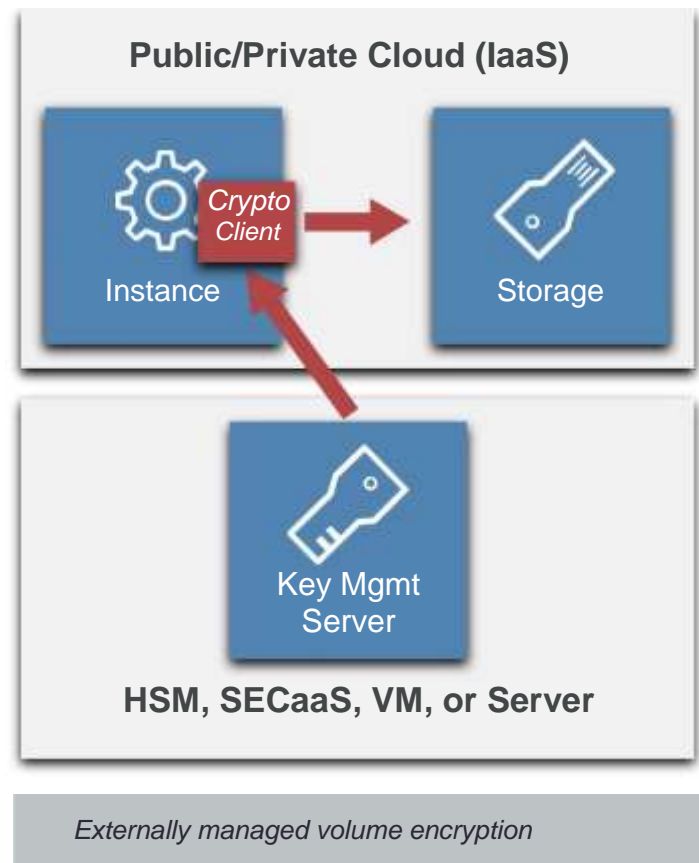 Public/Private Cloud (IaaS)
Crypto
Client
Instance
Storage
Key Mgmt
Server
HSM, SECaaS, VM, or Server
Externally managed volume encryption